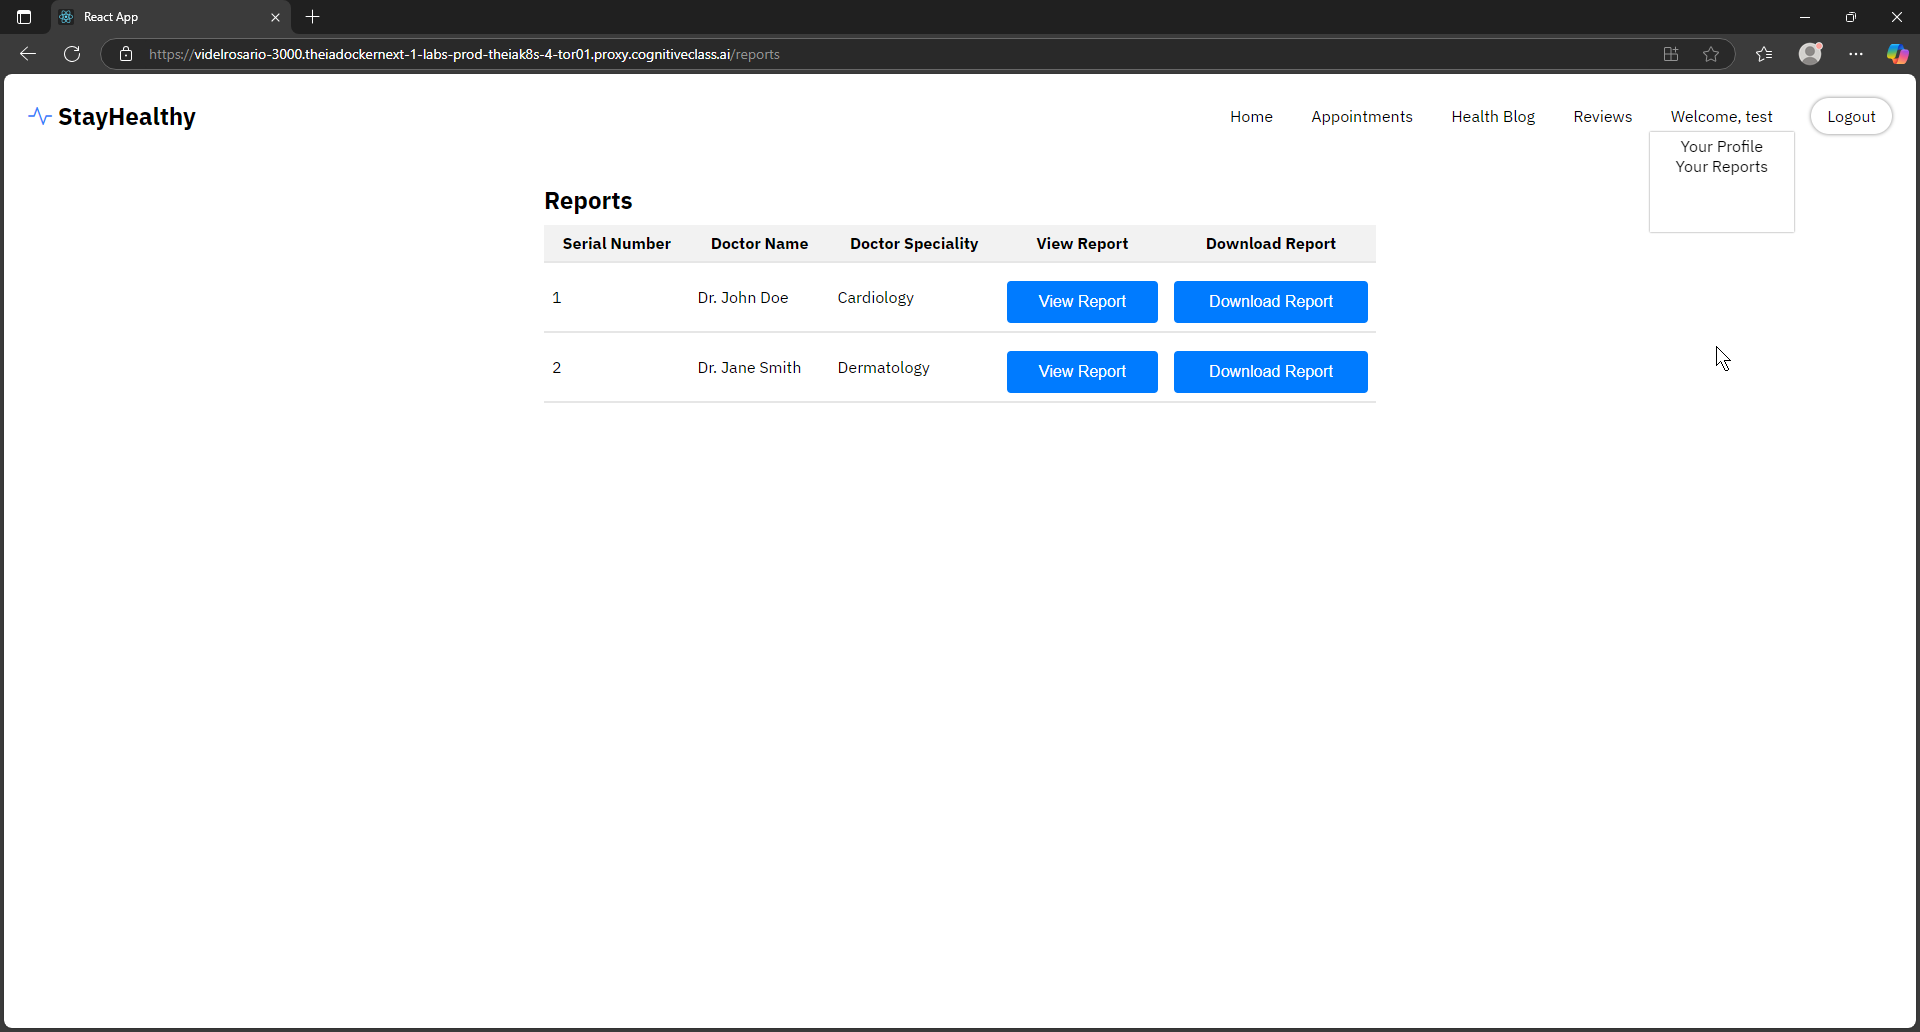 React App
https://videlrosario-3000.theiadockernext-1-labs-prod-theiak8s-4-tor01.proxy.cognitiveclass.ai/reports
StayHealthy
Home Appointments Health Blog Reviews Welcome, test Logout
Your Profile
Your Reports
Reports
Serial Number Doctor Name Doctor Speciality View Report Download Report
1 Dr. John Doe Cardiology View Report Download Report
2 Dr. Jane Smith Dermatology View Report Download Report